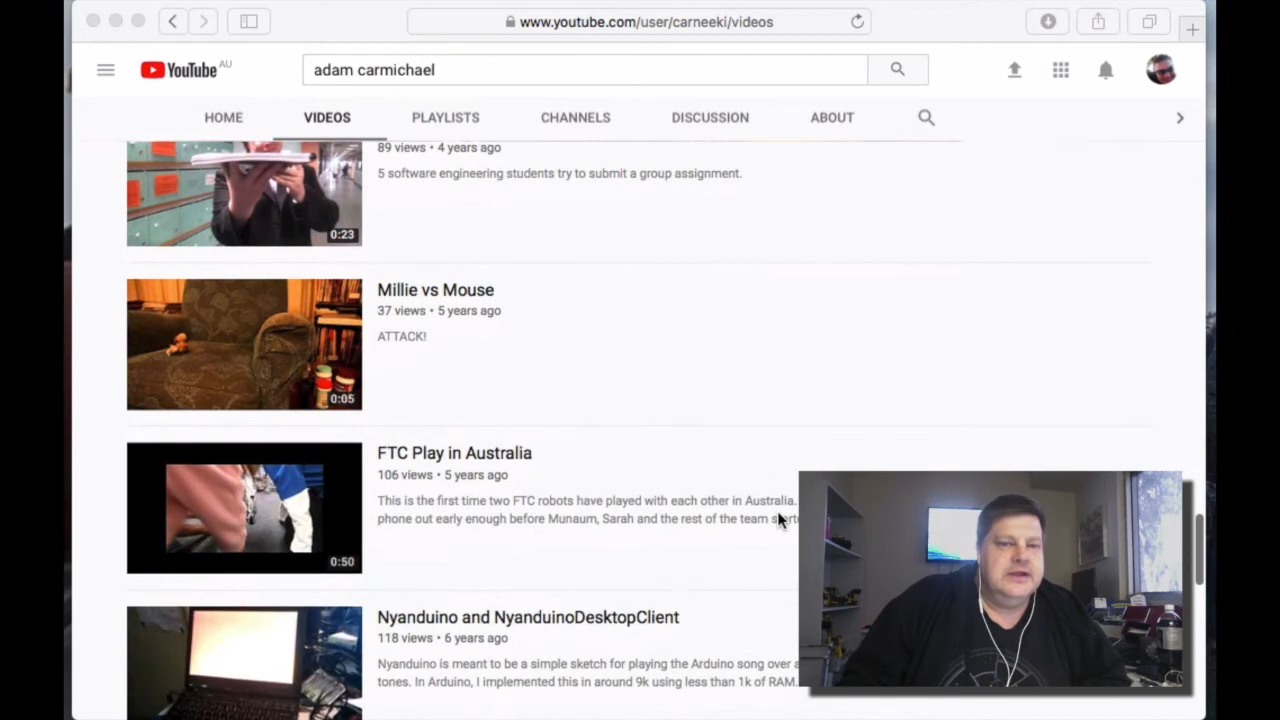 www.youtube.com/user/carneeki/videos
YouTube AU
adam carmichael
HOME VIDEOS PLAYLISTS CHANNELS DISCUSSION ABOUT
89 views • 4 years ago
5 software engineering students try to submit a group assignment.
0:23
Millie vs Mouse
37 views • 5 years ago
ATTACK!
0:05
FTC Play in Australia
106 views • 5 years ago
This is the first time two FTC robots have played with each other in Australia.
phone out early enough before Munaum, Sarah and the rest of the team
0:50
Nyanduino and NyanduinoDesktopClient
118 views • 6 years ago
Nyanduino is meant to be a simple sketch for playing the Arduino song over
tones. In Arduino, I implemented this in around 9k using less than 1k of RAM.